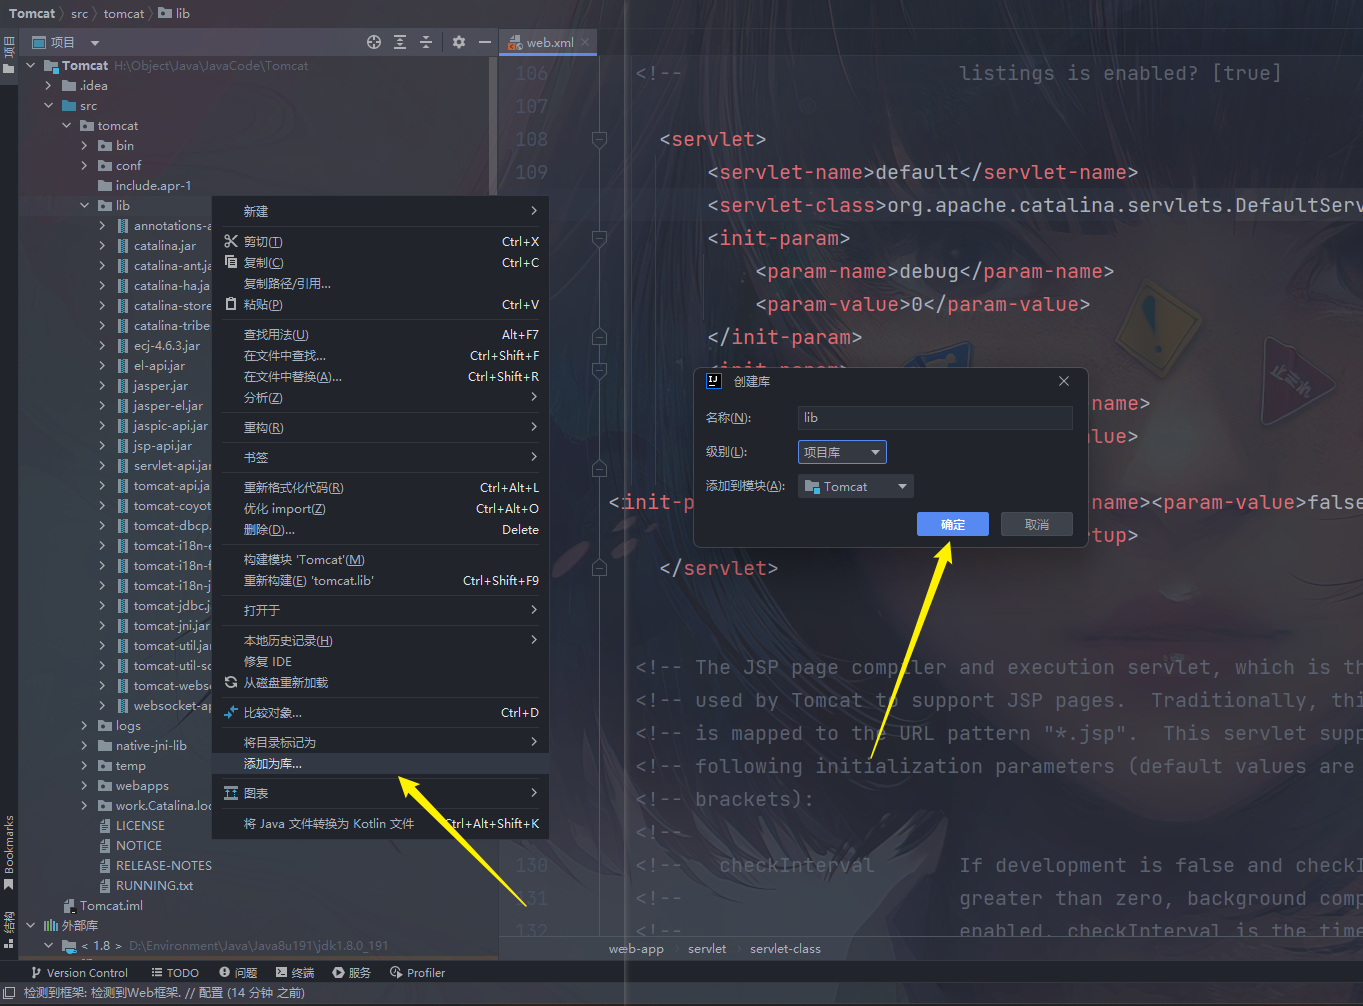 Tomcat src tomcat lib
项目
项目
web.xml
Tomcat H:\Object\Java\JavaCode\Tomcat
.idea
src
tomcat
bin
conf
include.apr-1
lib
annotations-a
catalina.jar
catalina-ant.ja
catalina-ha.ja
catalina-store
catalina-tribe
ecj-4.6.3.jar
el-api.jar
jasper.jar
jasper-el.jar
jaspic-api.jar
jsp-api.jar
servlet-api.jar
tomcat-api.ja
tomcat-coyot
tomcat-dbcp.
tomcat-i18n-e
tomcat-i18n-f
tomcat-i18n-j
tomcat-jdbc.j
tomcat-jni.jar
tomcat-util.jar
tomcat-util-sc
tomcat-webs
websocket-ap
logs
native-jni-lib
temp
webapps
work.Catalina.loc
LICENSE
NOTICE
RELEASE-NOTES
RUNNING.txt
Tomcat.iml
外部库
< 1.8 > D:\Environment\Java\Java8u191\jdk1.8.0_191
Bookmarks
结构
新建
剪切(T) Ctrl+X
复制(C) Ctrl+C
复制路径/引用...
粘贴(P) Ctrl+V
查找用法(U) Alt+F7
在文件中查找... Ctrl+Shift+F
在文件中替换(A)... Ctrl+Shift+R
分析(Z)
重构(R)
书签
重新格式化代码(R) Ctrl+Alt+L
优化 import(Z) Ctrl+Alt+O
删除(D)... Delete
构建模块 'Tomcat'(M)
重新构建(E) 'tomcat.lib' Ctrl+Shift+F9
打开于
本地历史记录(H)
修复 IDE
从磁盘重新加载
比较对象... Ctrl+D
将目录标记为
添加为库...
图表
将 Java 文件转换为 Kotlin 文件 Ctrl+Alt+Shift+K
106 <!-- listings is enabled? [true]
107
108 <servlet>
109 <servlet-name>default</servlet-name>
<servlet-class>org.apache.catalina.servlets.DefaultServ
<init-param>
<param-name>debug</param-name>
<param-value>0</param-value>
</init-param>
<init-param>
name>
lue>
<init-p name><param-value>false
tup>
</servlet>
<!-- The JSP page compiler and execution servlet, which is th
<!-- used by Tomcat to support JSP pages. Traditionally, thi
<!-- is mapped to the URL pattern "*.jsp". This servlet supp
<!-- following initialization parameters (default values are
<!-- brackets):
<!--
130 <!-- checkInterval If development is false and checkI
131 <!-- greater than zero, background comp
132 <!-- enabled. checkInterval is the time
止まれ
创建库
名称(N): lib
级别(L): 项目库
添加到模块(A): Tomcat
确定 取消
web-app servlet servlet-class
Version Control TODO 问题 终端 服务 Profiler
检测到框架: 检测到Web框架. // 配置 (14 分钟 之前)